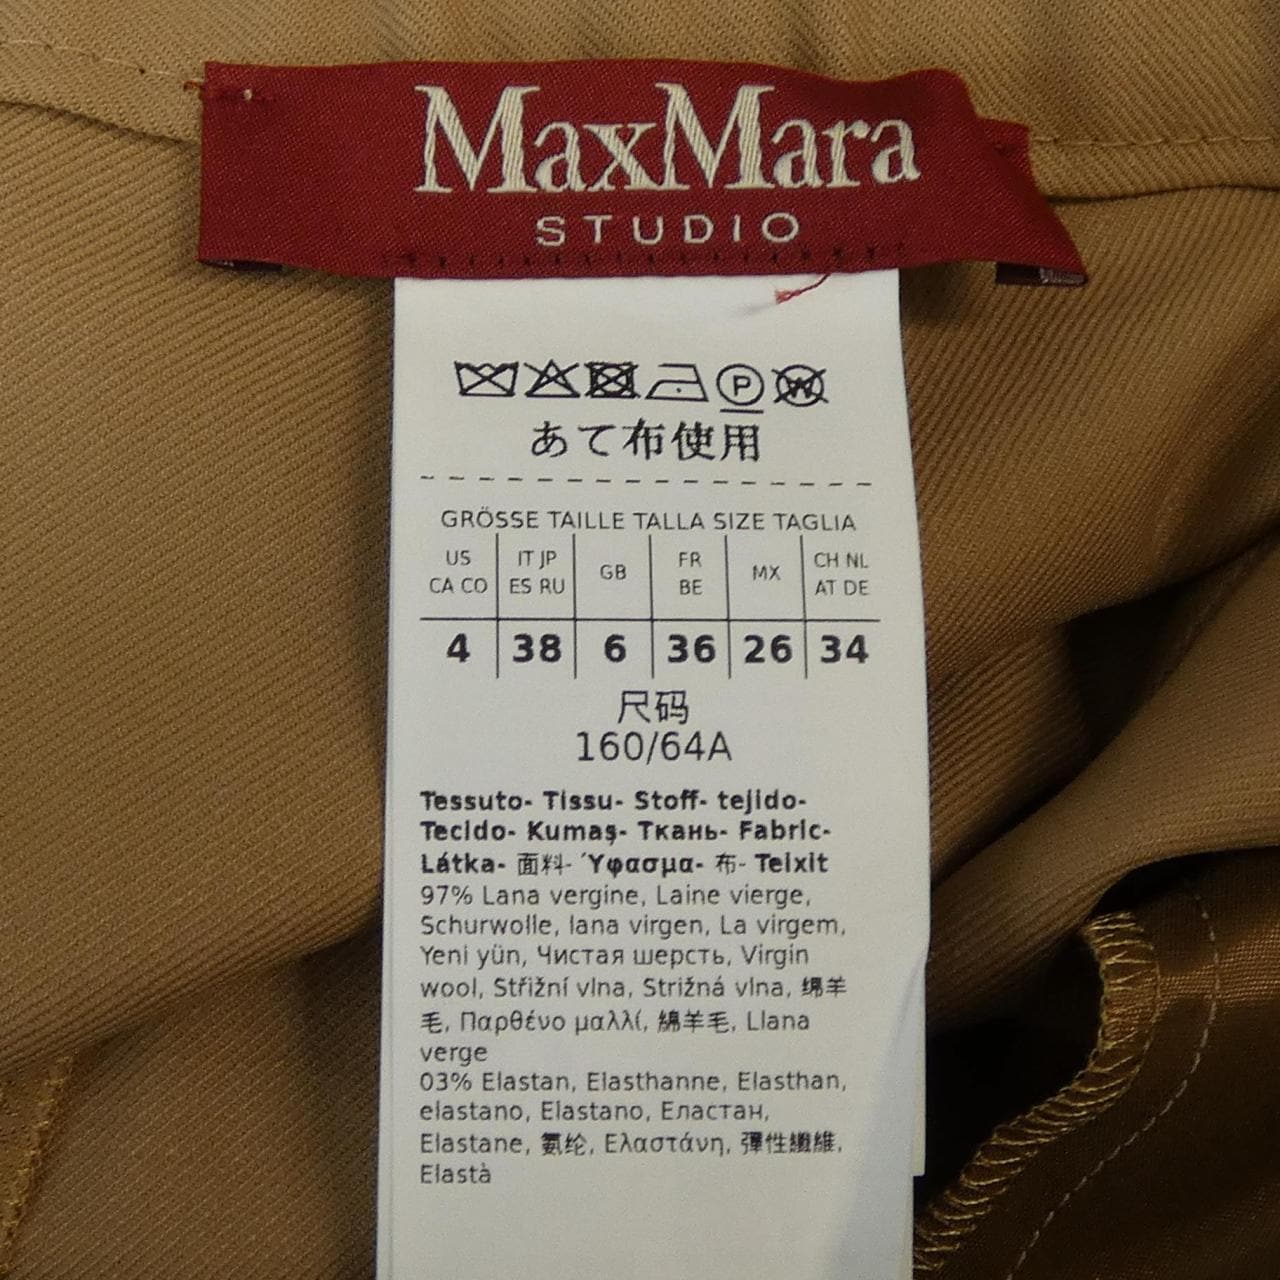 MaxMara
STUDIO
P W
あて布使用
GRÖSSE TAILLE TALLA SIZE TAGLIA
US CA CO | IT JP ES RU | GB | FR BE | MX | CH NL AT DE
4 | 38 | 6 | 36 | 26 | 34
尺码
160/64A
Tessuto- Tissu- Stoff- tejido-
Tecido- Kumaş- Ткань- Fabric-
Látka- 面料- Ύφασμα- 布- Teixit
97% Lana vergine, Laine vierge,
Schurwolle, lana virgen, La virgem,
Yeni yün, Чистая шерсть, Virgin
wool, Střižní vlna, Strižná vlna, 绵羊
毛, Παρθένο μαλλί, 綿羊毛, Llana
verge
03% Elastan, Elasthanne, Elasthan,
elastano, Elastano, Еластан,
Elastane, 氨纶, Ελαστάνη, 彈性纖維,
Elastà